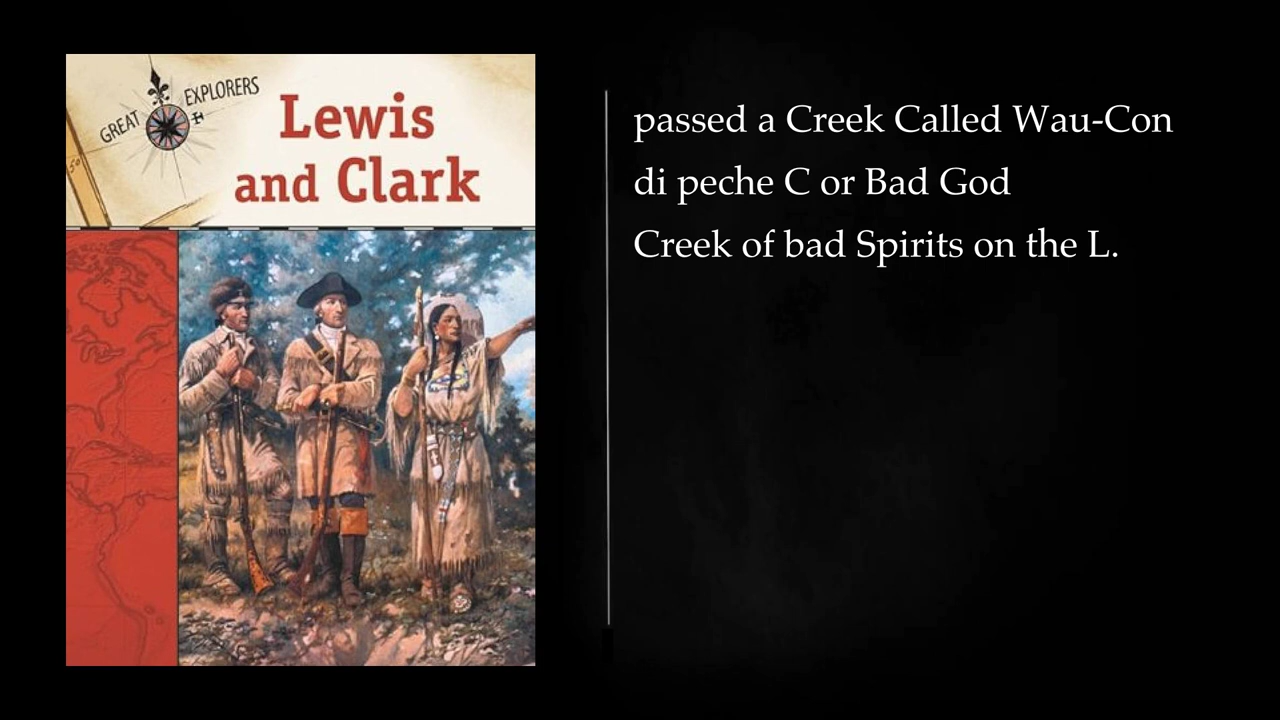 GREAT EXPLORERS
Lewis
and Clark
50
passed a Creek Called Wau-Con
di peche C or Bad God
Creek of bad Spirits on the L.